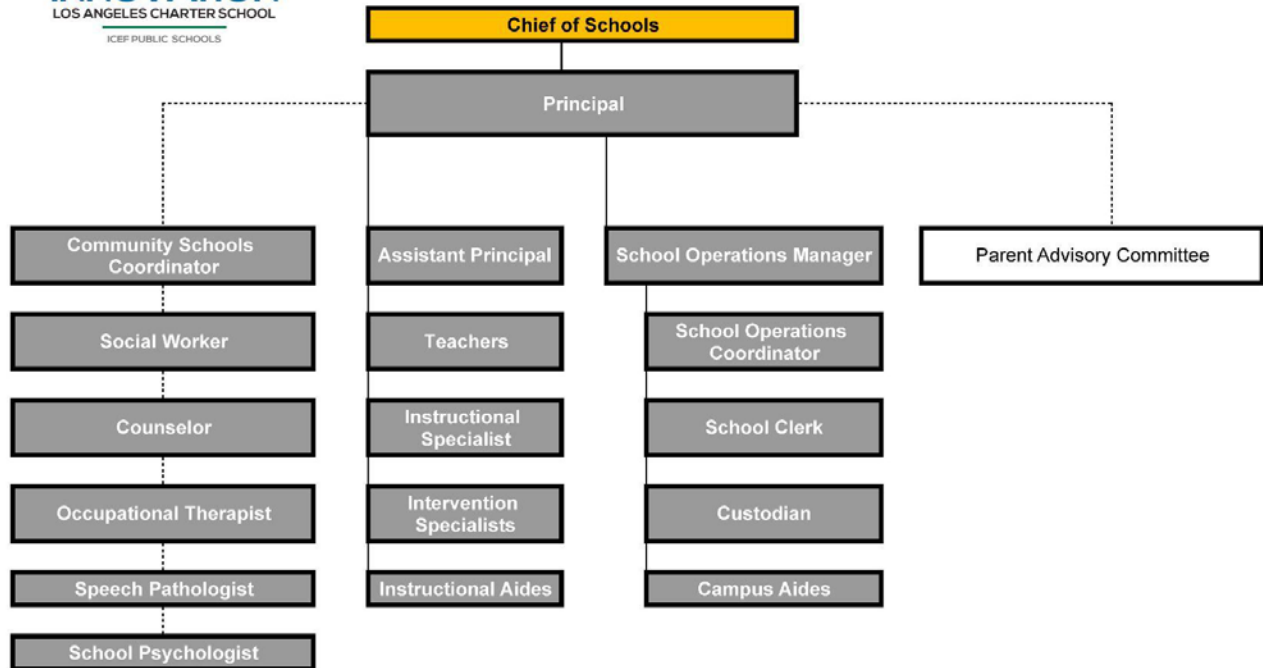 LOS ANGELES CHARTER SCHOOL
ICEF PUBLIC SCHOOLS
Chief of Schools
Principal
Community Schools
Coordinator
Assistant Principal
School Operations Manager
Parent Advisory Committee
Social Worker
Teachers
School Operations
Coordinator
Counselor
Instructional
Specialist
School Clerk
Occupational Therapist
Intervention
Specialists
Custodian
Speech Pathologist
Instructional Aides
Campus Aides
School Psychologist